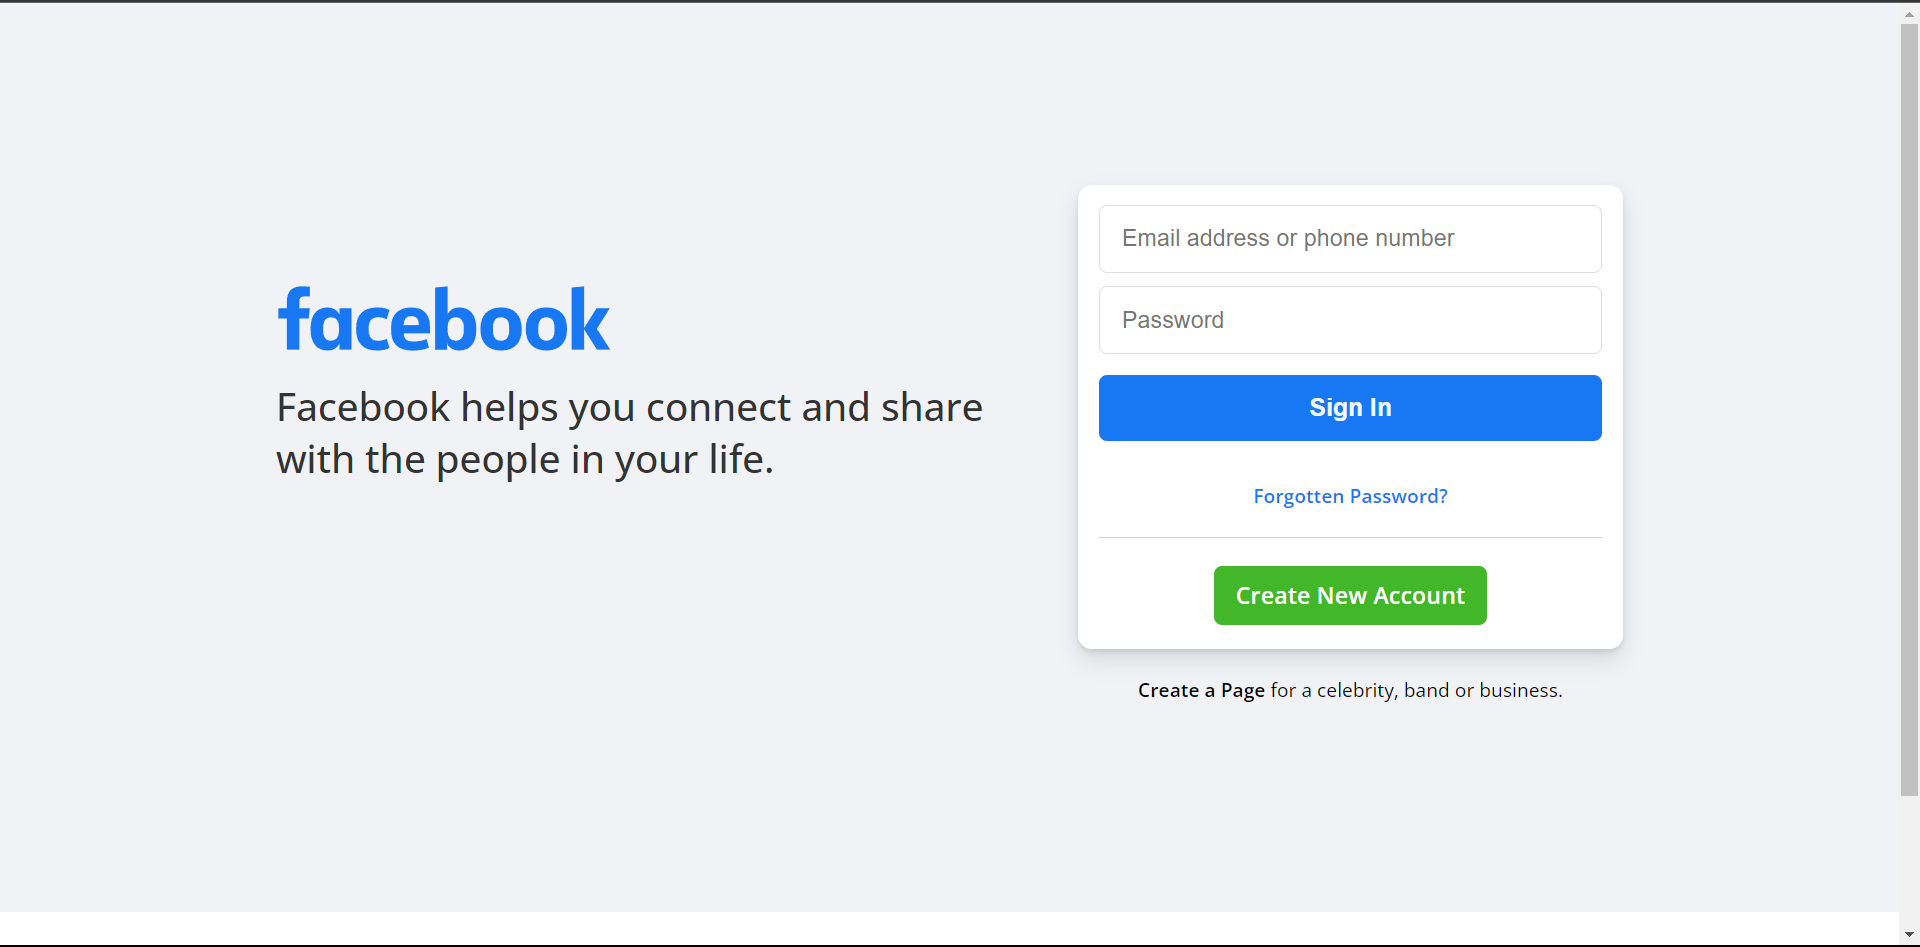 facebook
Facebook helps you connect and share
with the people in your life.
Email address or phone number
Password
Sign In
Forgotten Password?
Create New Account
Create a Page for a celebrity, band or business.